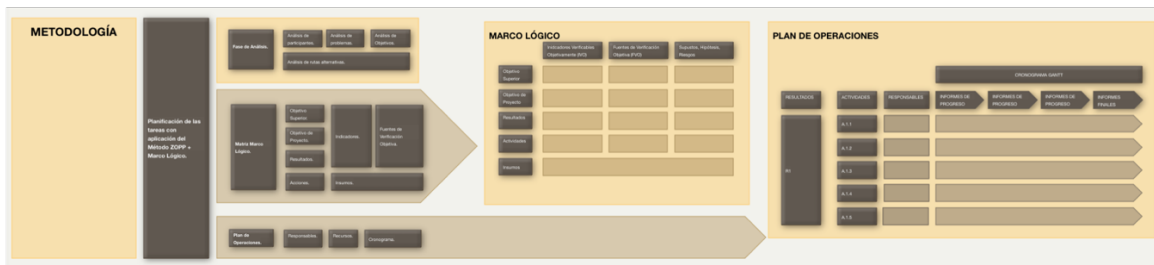 METODOLOGÍA
Planificación de las
tareas con
aplicación del
Método ZOPP +
Marco Lógico.
Fase de Análisis.
Análisis de
participantes.
Análisis de
problemas.
Análisis de
Objetivos.
Análisis de rutas alternativas.
Matriz Marco
Lógico.
Objetivo
Superior
Objetivo de
Proyecto.
Resultados.
Acciones.
Indicadores.
Fuentes de
Verificación
Objetiva.
Insumos.
Plan de
Operaciones.
Responsables.
Recursos.
Cronograma.
MARCO LÓGICO
Indicadores Verificables
Objetivamente (IVO)
Fuentes de Verificación
Objetiva (FVO)
Supustos, Hipótesis,
Riesgos
Objetivo
Superior
Objetivo de
Proyecto
Resultados
Actividades
Insumos
PLAN DE OPERACIONES
CRONOGRAMA GANTT
RESULTADOS
ACTIVIDADES
RESPONSABLES
INFORMES DE
PROGRESO
INFORMES DE
PROGRESO
INFORMES DE
PROGRESO
INFORMES
FINALES
A.1.1
A.1.2
A.1.3
A.1.4
A.1.5